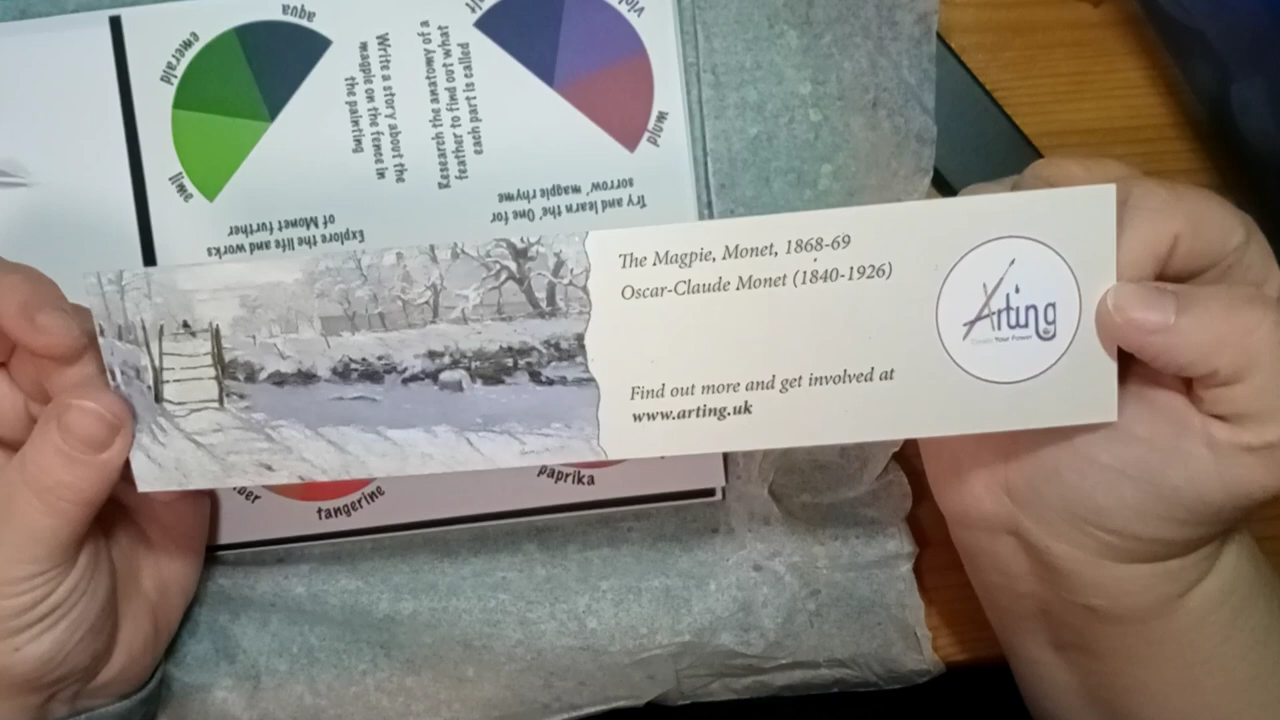 aqua
emerald
Write a story about the
magpie on the fence in
the painting
Research the anatomy of a
feather to find out what
each part is called
plum
Try and learn the, 'One for
sorrow' magpie rhyme
Explore the life and works
of Monet further
The Magpie, Monet, 1868-69
Oscar-Claude Monet (1840-1926)
Arting
Create Your Power
Find out more and get involved at
www.arting.uk
tangerine
paprika